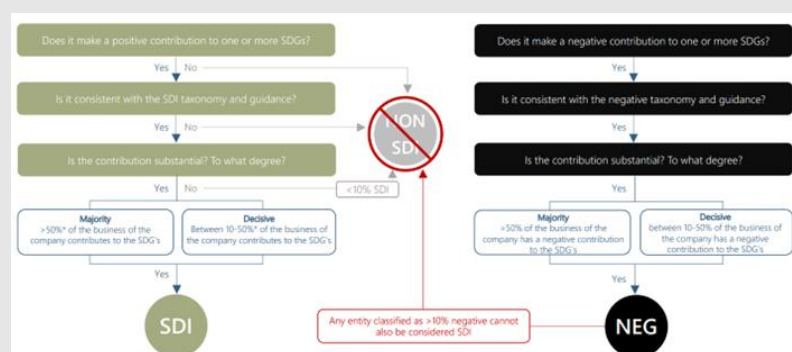 Does it make a positive contribution to one or more SDGs?
Yes
No
Is it consistent with the SDI taxonomy and guidance?
Yes
No
Is the contribution substantial? To what degree?
Yes
No
<10% SDI
Majority
>50%* of the business of the
company contributes to the SDG's
Decisive
Between 10-50%* of the business of
the company contributes to the SDG's
Yes
SDI
NON
SDI
Does it make a negative contribution to one or more SDGs?
Yes
Is it consistent with the negative taxonomy and guidance?
Yes
Is the contribution substantial? To what degree?
Yes
Majority
>50% of the business of the
company has a negative contribution
to the SDG's
Decisive
between 10-50% of the business of
the company has a negative
contribution to the SDG's
Yes
NEG
Any entity classified as >10% negative cannot
also be considered SDI